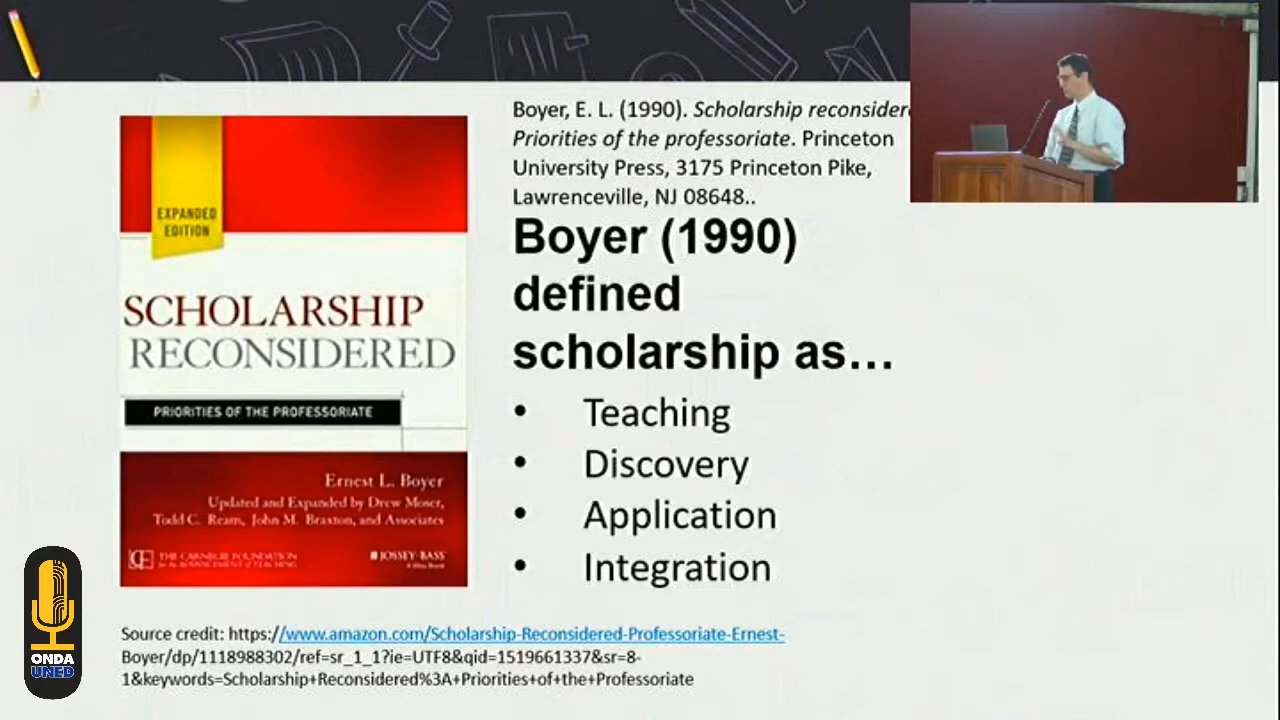 Boyer, E. L. (1990). Scholarship reconsider
Priorities of the professoriate. Princeton
University Press, 3175 Princeton Pike,
Lawrenceville, NJ 08648..
Boyer (1990)
defined
scholarship as…
• Teaching
• Discovery
• Application
• Integration
EXPANDED
EDITION
SCHOLARSHIP
RECONSIDERED
PRIORITIES OF THE PROFESSORIATE
Ernest L. Boyer
Updated and Expanded by Drew Moser,
Todd C. Ream, John M. Braxton, and Associates
THE CARNEGIE FOUNDATION
for the ADVANCEMENT of TEACHING
JOSSEY-BASS
A Wiley Brand
Source credit: https://www.amazon.com/Scholarship-Reconsidered-Professoriate-Ernest-
Boyer/dp/1118988302/ref=sr_1_1?ie=UTF8&qid=1519661337&sr=8-
1&keywords=Scholarship+Reconsidered%3A+Priorities+of+the+Professoriate
ONDA
UNED